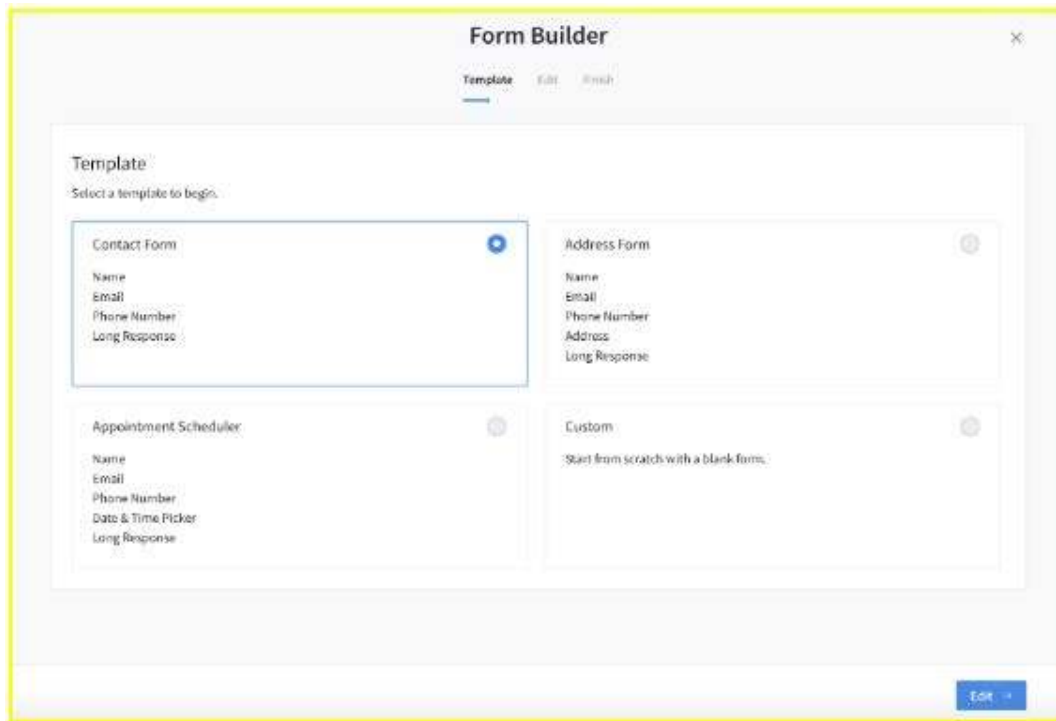 Form Builder
Template Edit Finish
Template
Select a template to begin.
Contact Form
Name
Email
Phone Number
Long Response
Address Form
Name
Email
Phone Number
Address
Long Response
Appointment Scheduler
Name
Email
Phone Number
Date & Time Picker
Long Response
Custom
Start from scratch with a blank form.
Edit →